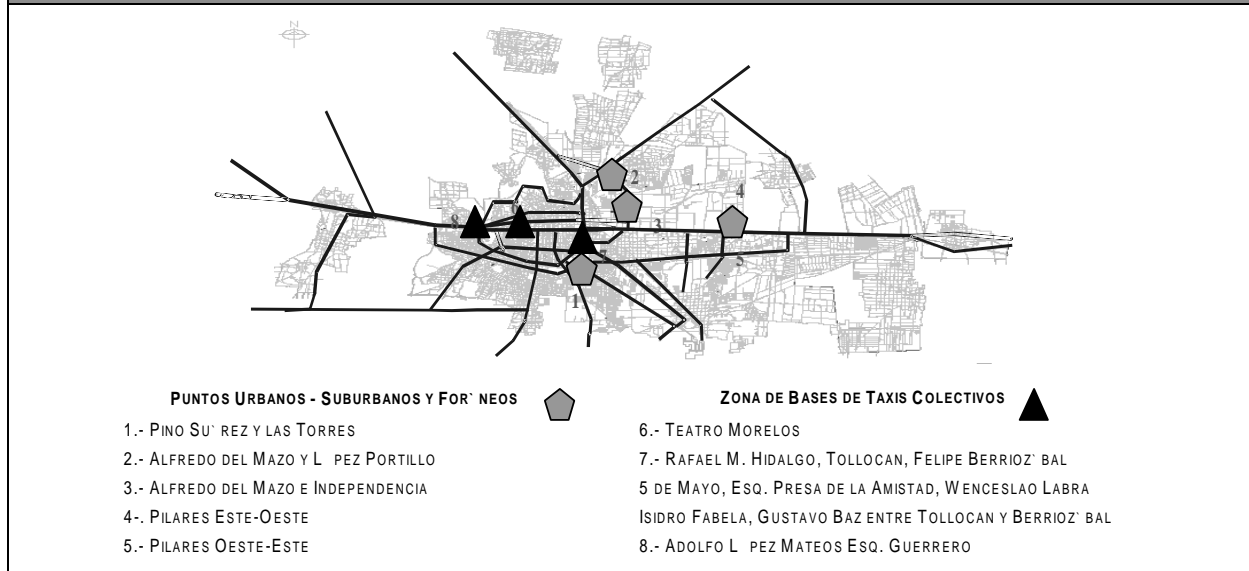 N
2
4
6
8
3
7
5
1
PUNTOS URBANOS - SUBURBANOS Y FOR` NEOS
1.- PINO SU` REZ Y LAS TORRES
2.- ALFREDO DEL MAZO Y L PEZ PORTILLO
3.- ALFREDO DEL MAZO E INDEPENDENCIA
4-. PILARES ESTE-OESTE
5.- PILARES OESTE-ESTE
ZONA DE BASES DE TAXIS COLECTIVOS
6.- TEATRO MORELOS
7.- RAFAEL M. HIDALGO, TOLLOCAN, FELIPE BERRIOZ` BAL
5 DE MAYO, ESQ. PRESA DE LA AMISTAD, WENCESLAO LABRA
ISIDRO FABELA, GUSTAVO BAZ ENTRE TOLLOCAN Y BERRIOZ` BAL
8.- ADOLFO L PEZ MATEOS ESQ. GUERRERO